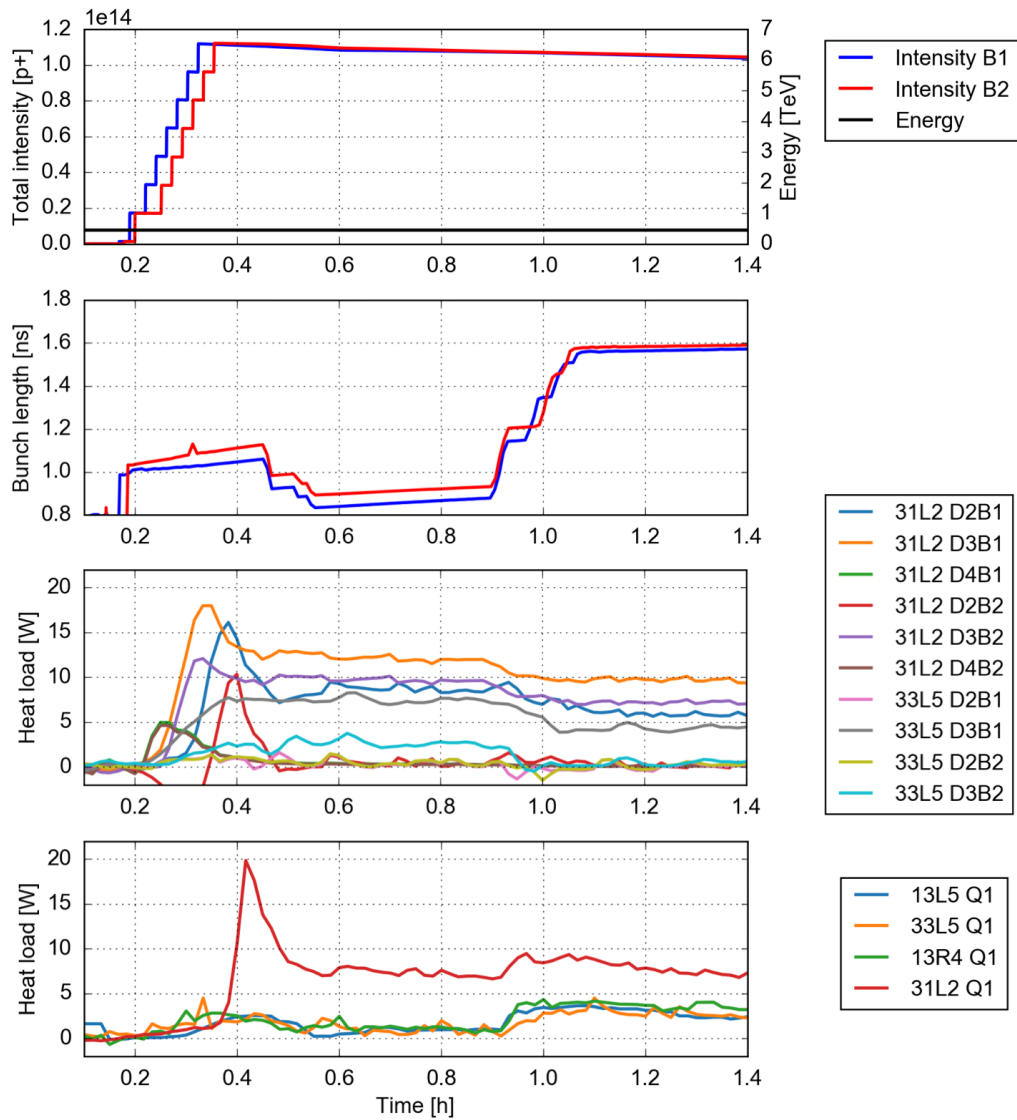 1e14
Total intensity [p+]
1.2
1.0
0.8
0.6
0.4
0.2
0.0
7
6
5
4
3
2
1
0
Energy [TeV]
0.2 0.4 0.6 0.8 1.0 1.2 1.4
Intensity B1
Intensity B2
Energy
Bunch length [ns]
1.8
1.6
1.4
1.2
1.0
0.8
0.2 0.4 0.6 0.8 1.0 1.2 1.4
Heat load [W]
20
15
10
5
0
0.2 0.4 0.6 0.8 1.0 1.2 1.4
31L2 D2B1
31L2 D3B1
31L2 D4B1
31L2 D2B2
31L2 D3B2
31L2 D4B2
33L5 D2B1
33L5 D3B1
33L5 D2B2
33L5 D3B2
Heat load [W]
20
15
10
5
0
0.2 0.4 0.6 0.8 1.0 1.2 1.4
Time [h]
13L5 Q1
33L5 Q1
13R4 Q1
31L2 Q1